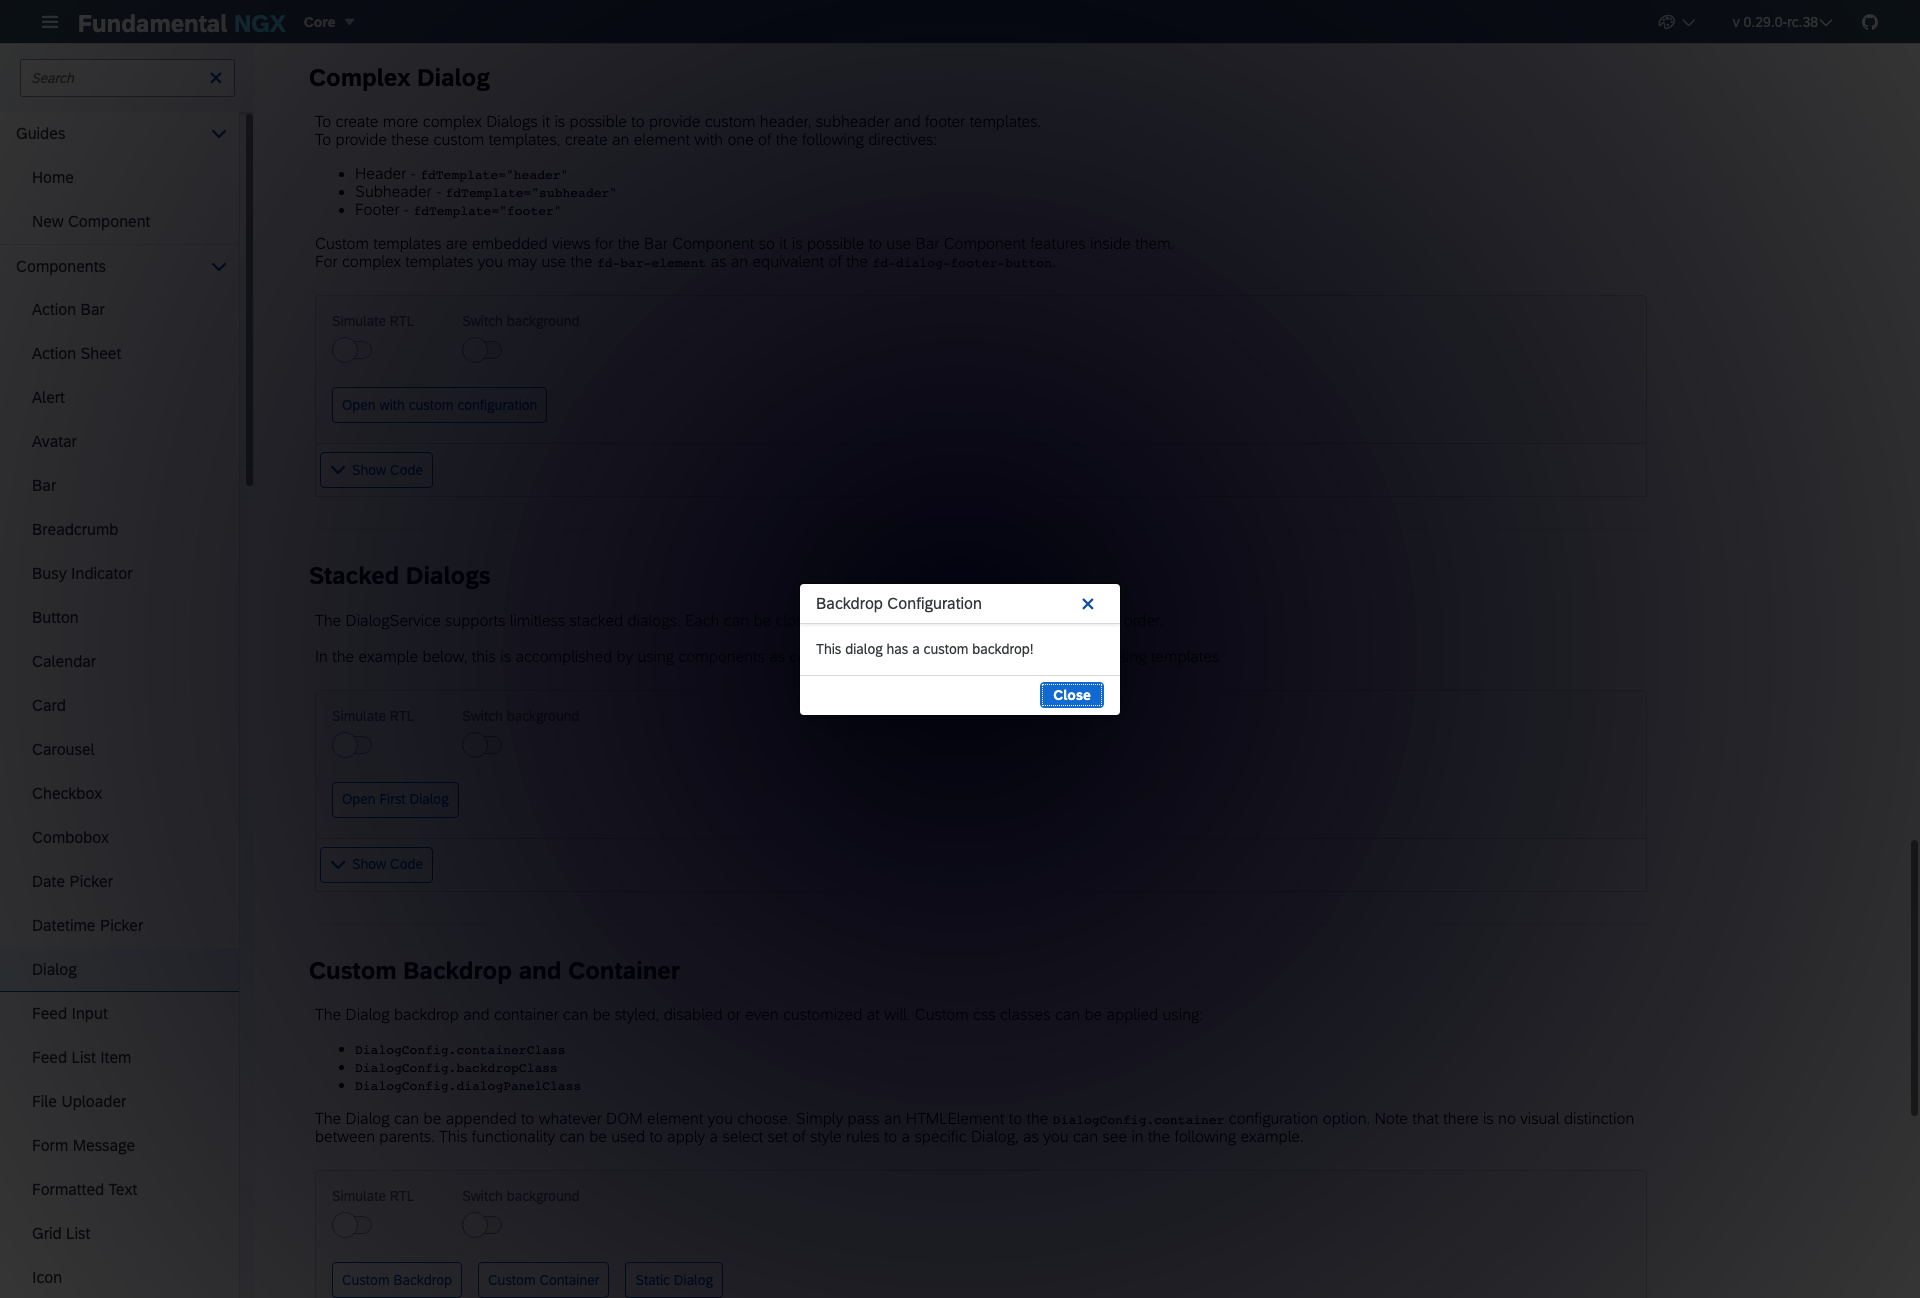 Fundamental NGX
Core
v 0.29.0-rc.38
Search
Guides
Home
New Component
Components
Action Bar
Action Sheet
Alert
Avatar
Bar
Breadcrumb
Busy Indicator
Button
Calendar
Card
Carousel
Checkbox
Combobox
Date Picker
Datetime Picker
Dialog
Feed Input
Feed List Item
File Uploader
Form Message
Formatted Text
Grid List
Icon
Complex Dialog
To create more complex Dialogs it is possible to provide custom header, subheader and footer templates.
To provide these custom templates, create an element with one of the following directives:
Header - fdTemplate="header"
Subheader - fdTemplate="subheader"
Footer - fdTemplate="footer"
Custom templates are embedded views for the Bar Component so it is possible to use Bar Component features inside them.
For complex templates you may use the fd-bar-element as an equivalent of the fd-dialog-footer-button.
Simulate RTL
Switch background
Open with custom configuration
Show Code
Stacked Dialogs
The DialogService supports limitless stacked dialogs. Each can be order.
In the example below, this is accomplished by using components as templates
Simulate RTL
Switch background
Open First Dialog
Show Code
Backdrop Configuration
This dialog has a custom backdrop!
Close
Custom Backdrop and Container
The Dialog backdrop and container can be styled, disabled or even customized at will. Custom css classes can be applied using:
DialogConfig.containerClass
DialogConfig.backdropClass
DialogConfig.dialogPanelClass
The Dialog can be appended to whatever DOM element you choose. Simply pass an HTMLElement to the DialogConfig.container configuration option. Note that there is no visual distinction
between parents. This functionality can be used to apply a select set of style rules to a specific Dialog, as you can see in the following example.
Simulate RTL
Switch background
Custom Backdrop
Custom Container
Static Dialog